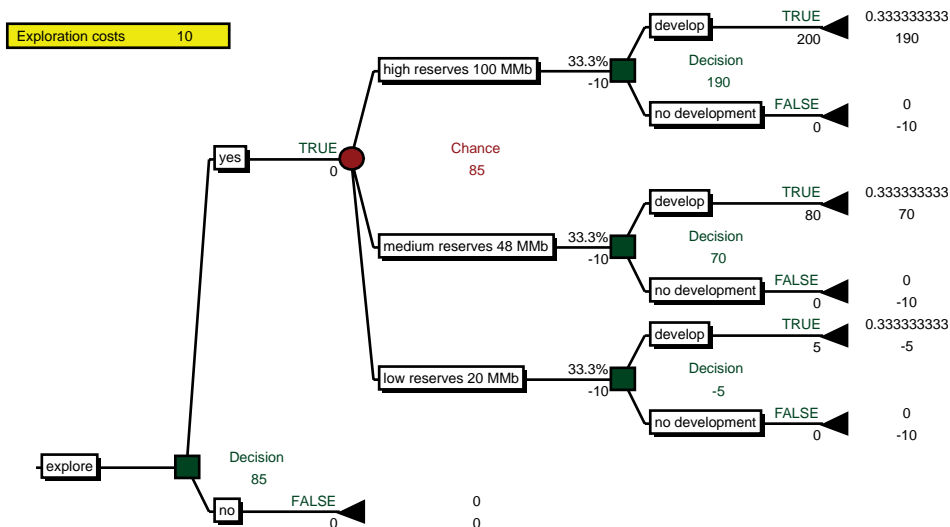 Exploration costs 10
develop
TRUE
200
0.333333333
190
high reserves 100 MMb
33.3%
-10
Decision
190
no development
FALSE
0
0
-10
yes
TRUE
0
Chance
85
develop
TRUE
80
0.333333333
70
medium reserves 48 MMb
33.3%
-10
Decision
70
no development
FALSE
0
0
-10
develop
TRUE
5
0.333333333
-5
low reserves 20 MMb
33.3%
-10
Decision
-5
no development
FALSE
0
0
-10
explore
Decision
85
no
FALSE
0
0
0